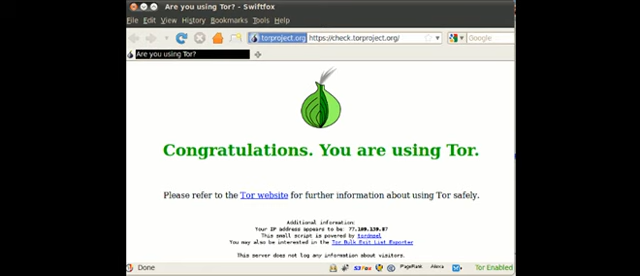 Are you using Tor? - Swiftfox
File Edit View History Bookmarks Tools Help
torproject.org https://check.torproject.org/ Google
Are you using Tor?
Congratulations. You are using Tor.
Please refer to the Tor website for further information about using Tor safely.
Additional information:
Your IP address appears to be: 77.109.139.87
This small script is powered by tordnsel
You may also be interested in the Tor Bulk Exit List Exporter
This server does not log any information about visitors.
Done PageRank Alexa Tor Enabled